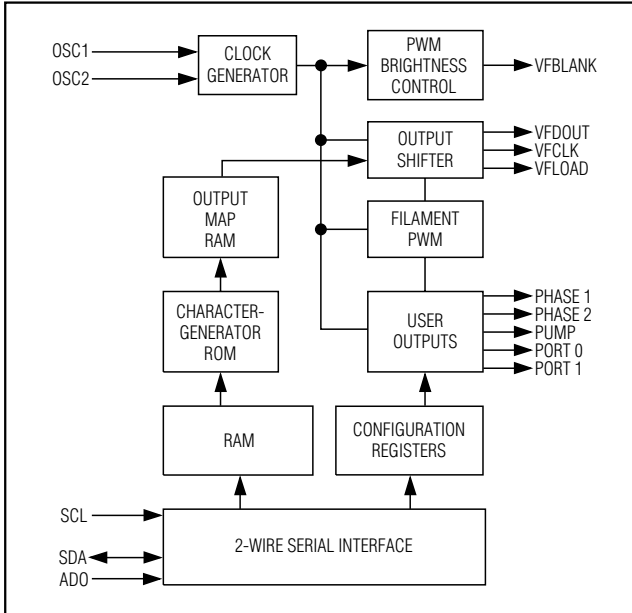 OSC1
OSC2
CLOCK
GENERATOR
PWM
BRIGHTNESS
CONTROL
VFBLANK
OUTPUT
SHIFTER
VFDOUT
VFCLK
VFLOAD
OUTPUT
MAP
RAM
FILAMENT
PWM
CHARACTER-
GENERATOR
ROM
USER
OUTPUTS
PHASE 1
PHASE 2
PUMP
PORT 0
PORT 1
RAM
CONFIGURATION
REGISTERS
SCL
SDA
ADO
2-WIRE SERIAL INTERFACE